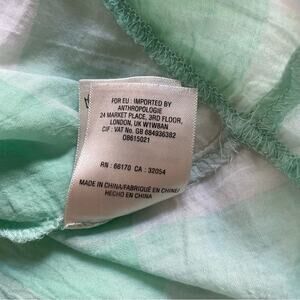 FOR EU : IMPORTED BY
ANTHROPOLOGIE
24 MARKET PLACE, 3RD FLOOR,
LONDON, UK W1W8AN
CIF : VAT No. GB 684936382
08615021
RN : 66170 CA : 32054
MADE IN CHINA/FABRIQUÉ EN CHINE/
HECHO EN CHINA